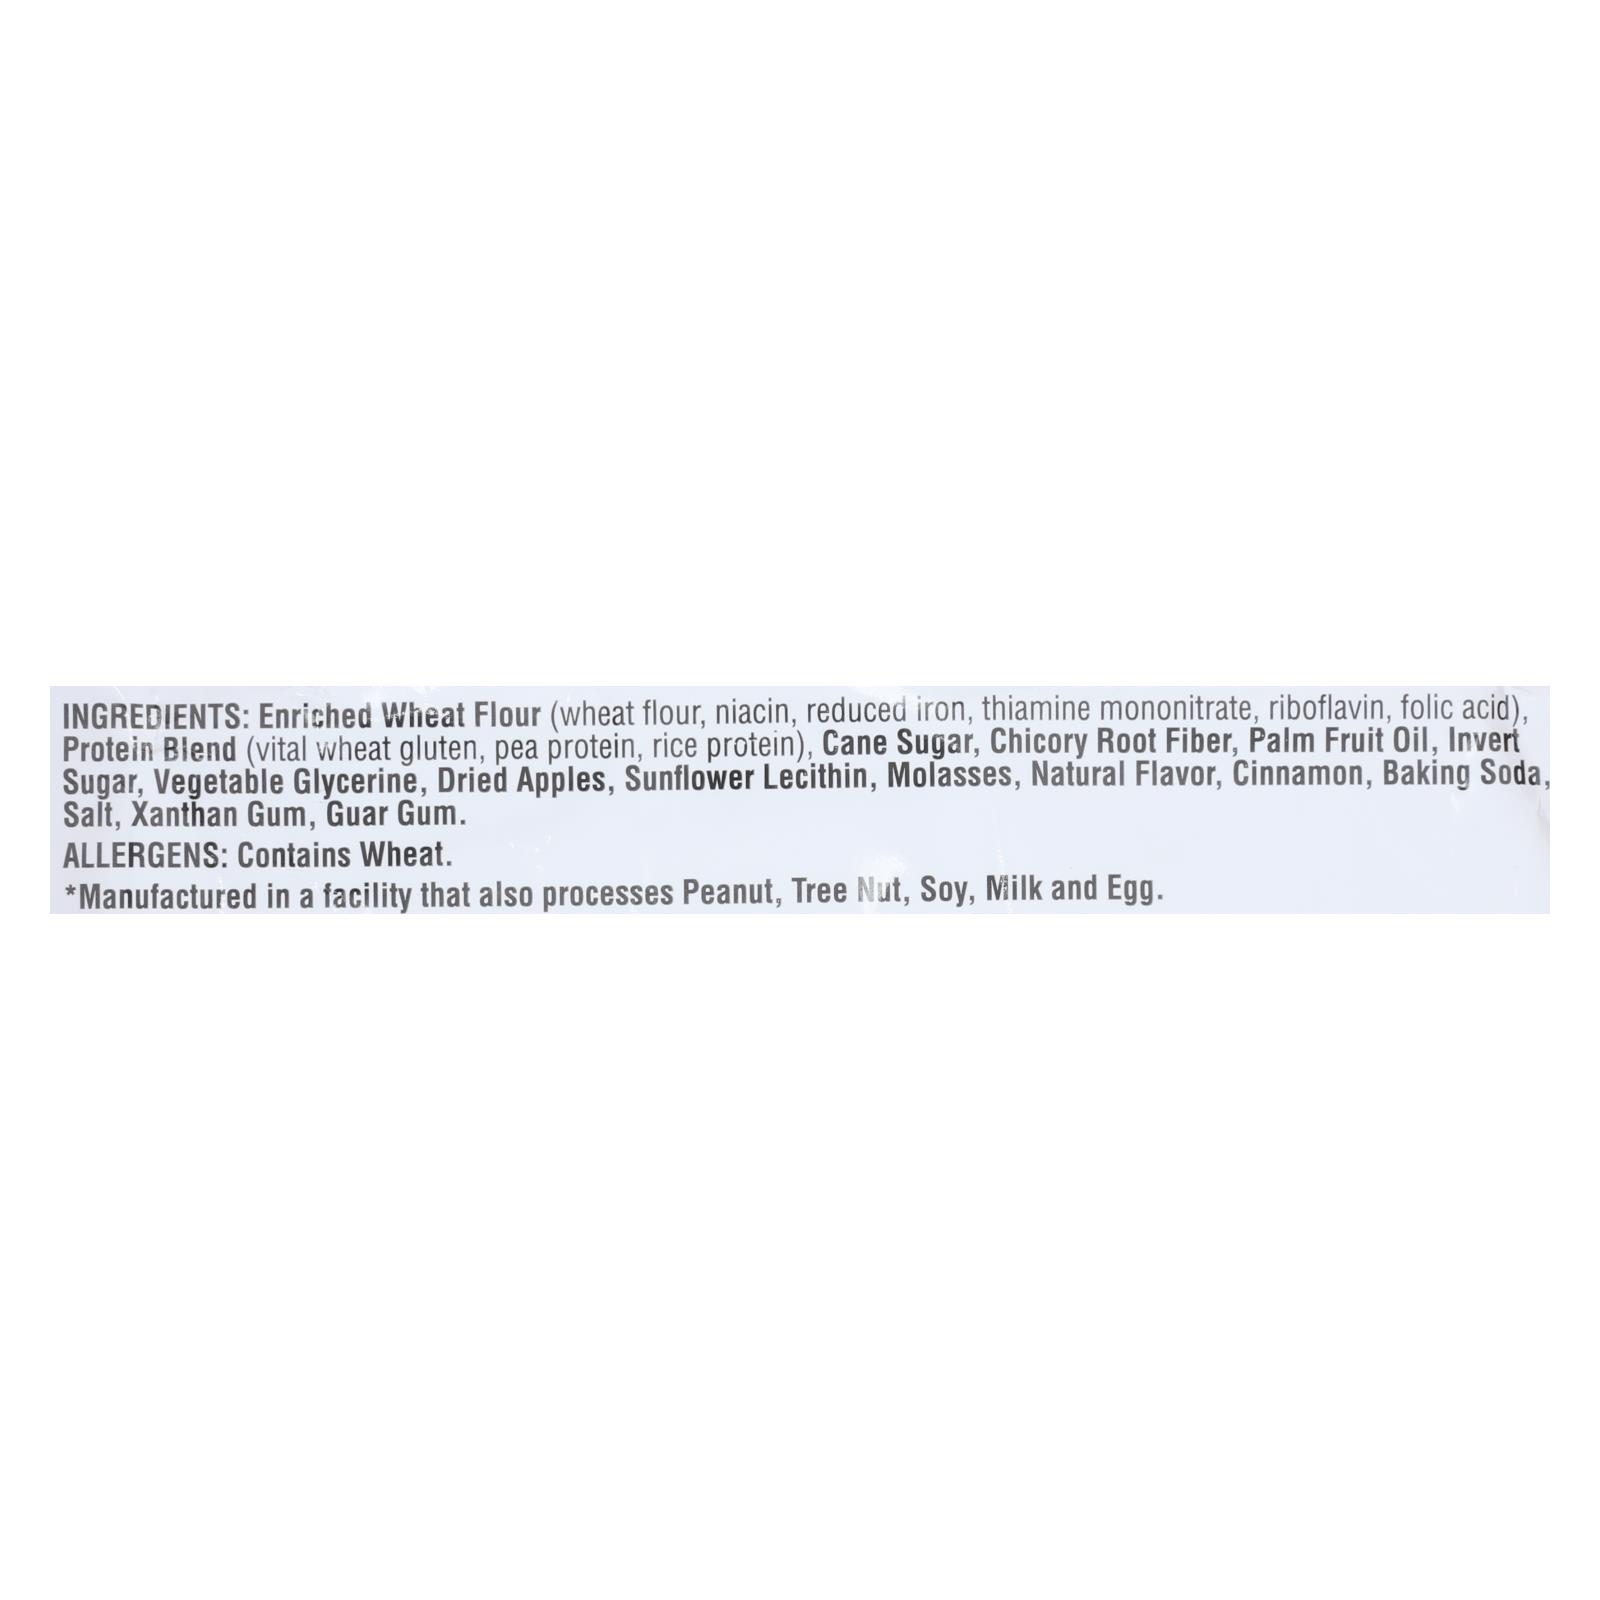 INGREDIENTS: Enriched Wheat Flour (wheat flour, niacin, reduced iron, thiamine mononitrate, riboflavin, folic acid),
Protein Blend (vital wheat gluten, pea protein, rice protein), Cane Sugar, Chicory Root Fiber, Palm Fruit Oil, Invert
Sugar, Vegetable Glycerine, Dried Apples, Sunflower Lecithin, Molasses, Natural Flavor, Cinnamon, Baking Soda,
Salt, Xanthan Gum, Guar Gum.
ALLERGENS: Contains Wheat.
*Manufactured in a facility that also processes Peanut, Tree Nut, Soy, Milk and Egg.